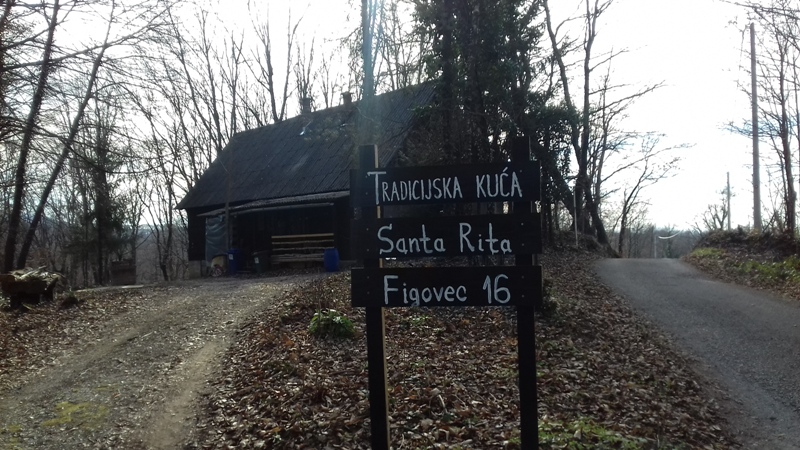 TRADICIJSKA KUĆA
Santa Rita
Figovec 16